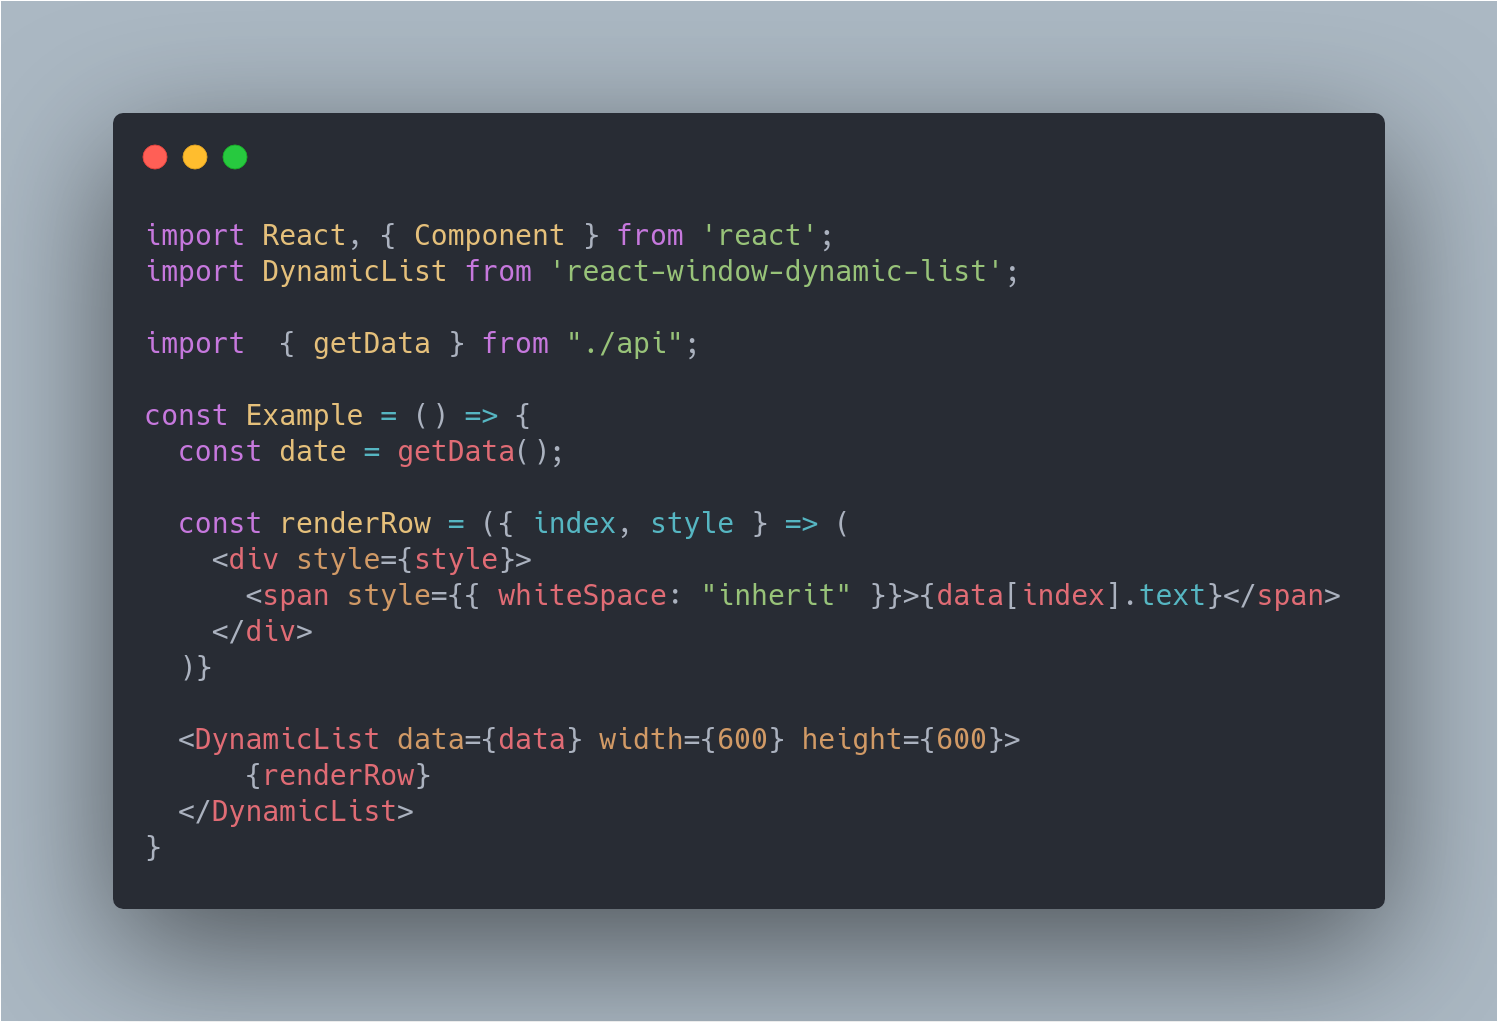 import React, { Component } from 'react';
import DynamicList from 'react-window-dynamic-list';

import  { getData } from "./api";

const Example = () => {
  const date = getData();

  const renderRow = ({ index, style } => (
    <div style={style}>
      <span style={{ whiteSpace: "inherit" }}>{data[index].text}</span>
    </div>
  )}

  <DynamicList data={data} width={600} height={600}>
      {renderRow}
  </DynamicList>
}